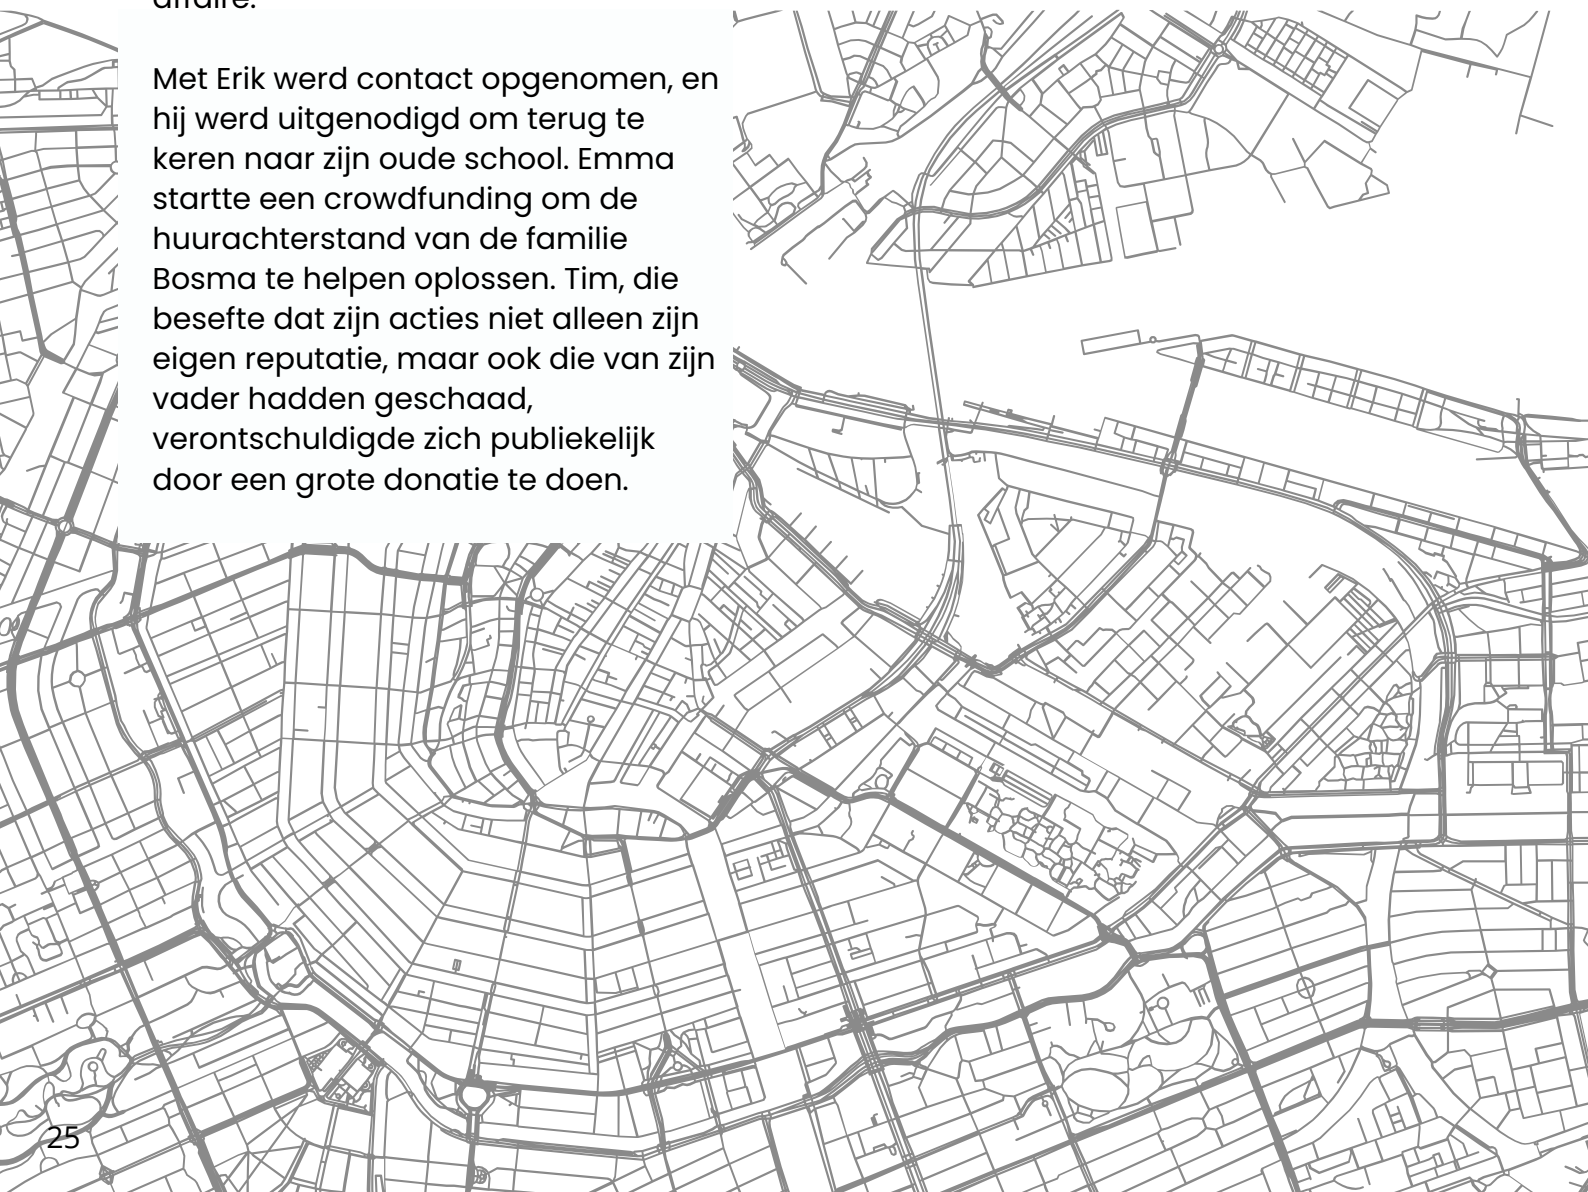 affaire.
Met Erik werd contact opgenomen, en
hij werd uitgenodigd om terug te
keren naar zijn oude school. Emma
startte een crowdfunding om de
huurachterstand van de familie
Bosma te helpen oplossen. Tim, die
besefte dat zijn acties niet alleen zijn
eigen reputatie, maar ook die van zijn
vader hadden geschaad,
verontschuldigde zich publiekelijk
door een grote donatie te doen.
25